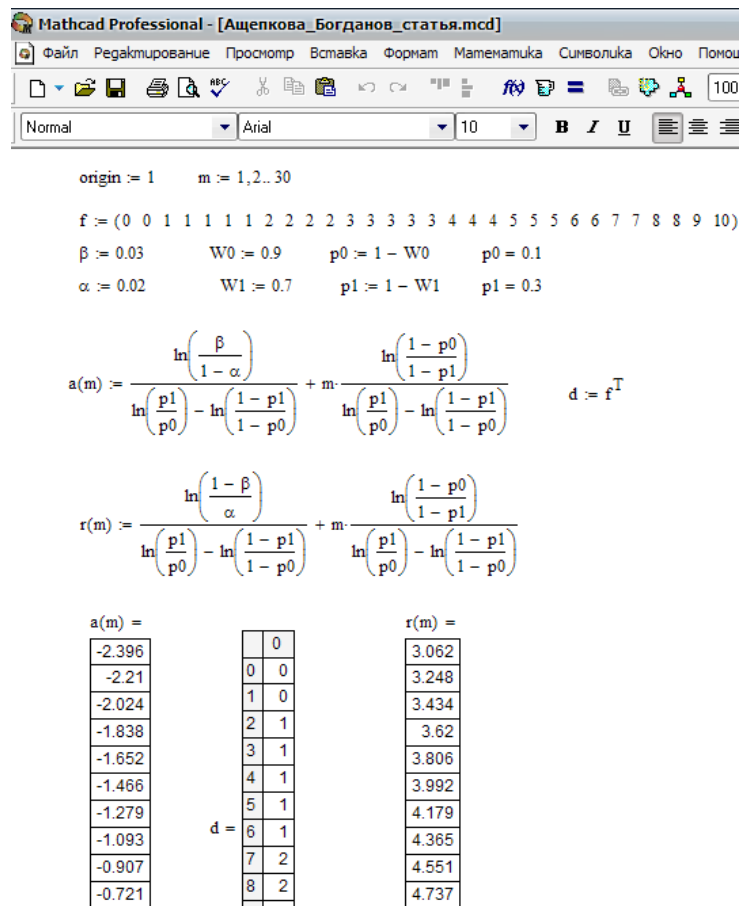 Mathcad Professional - [Ащепкова_Богданов_статья.mcd]
Файл Редактирование Просмотр Вставка Формат Математика Символика Окно Помощ
100
Normal Arial 10 B I U
origin := 1 m := 1,2.. 30
f := (0 0 1 1 1 1 1 2 2 2 2 3 3 3 3 3 4 4 4 5 5 5 6 6 7 7 8 8 9 10)
β := 0.03 W0 := 0.9 p0 := 1 − W0 p0 = 0.1
α := 0.02 W1 := 0.7 p1 := 1 − W1 p1 = 0.3
a(m) := ln(β/(1 − α)) / (ln(p1/p0) − ln((1 − p1)/(1 − p0))) + m· ln((1 − p0)/(1 − p1)) / (ln(p1/p0) − ln((1 − p1)/(1 − p0))) d := f^T
r(m) := ln((1 − β)/α) / (ln(p1/p0) − ln((1 − p1)/(1 − p0))) + m· ln((1 − p0)/(1 − p1)) / (ln(p1/p0) − ln((1 − p1)/(1 − p0)))
a(m) =
-2.396
-2.21
-2.024
-1.838
-1.652
-1.466
-1.279
-1.093
-0.907
-0.721
d =
0
0 0
1 0
2 1
3 1
4 1
5 1
6 1
7 2
8 2
r(m) =
3.062
3.248
3.434
3.62
3.806
3.992
4.179
4.365
4.551
4.737